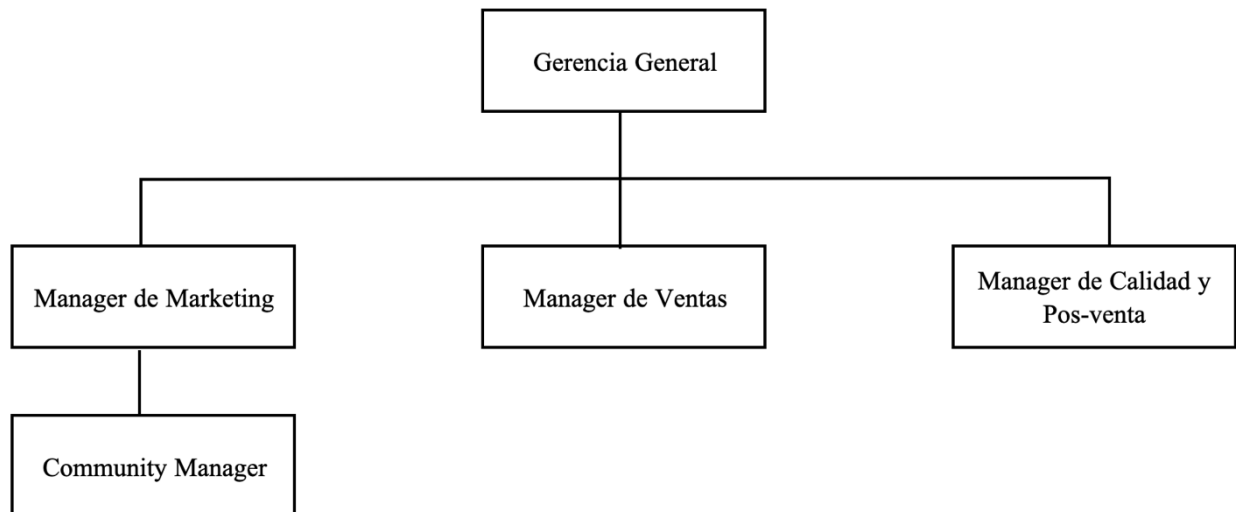 Gerencia General
Manager de Marketing
Manager de Ventas
Manager de Calidad y
Pos-venta
Community Manager